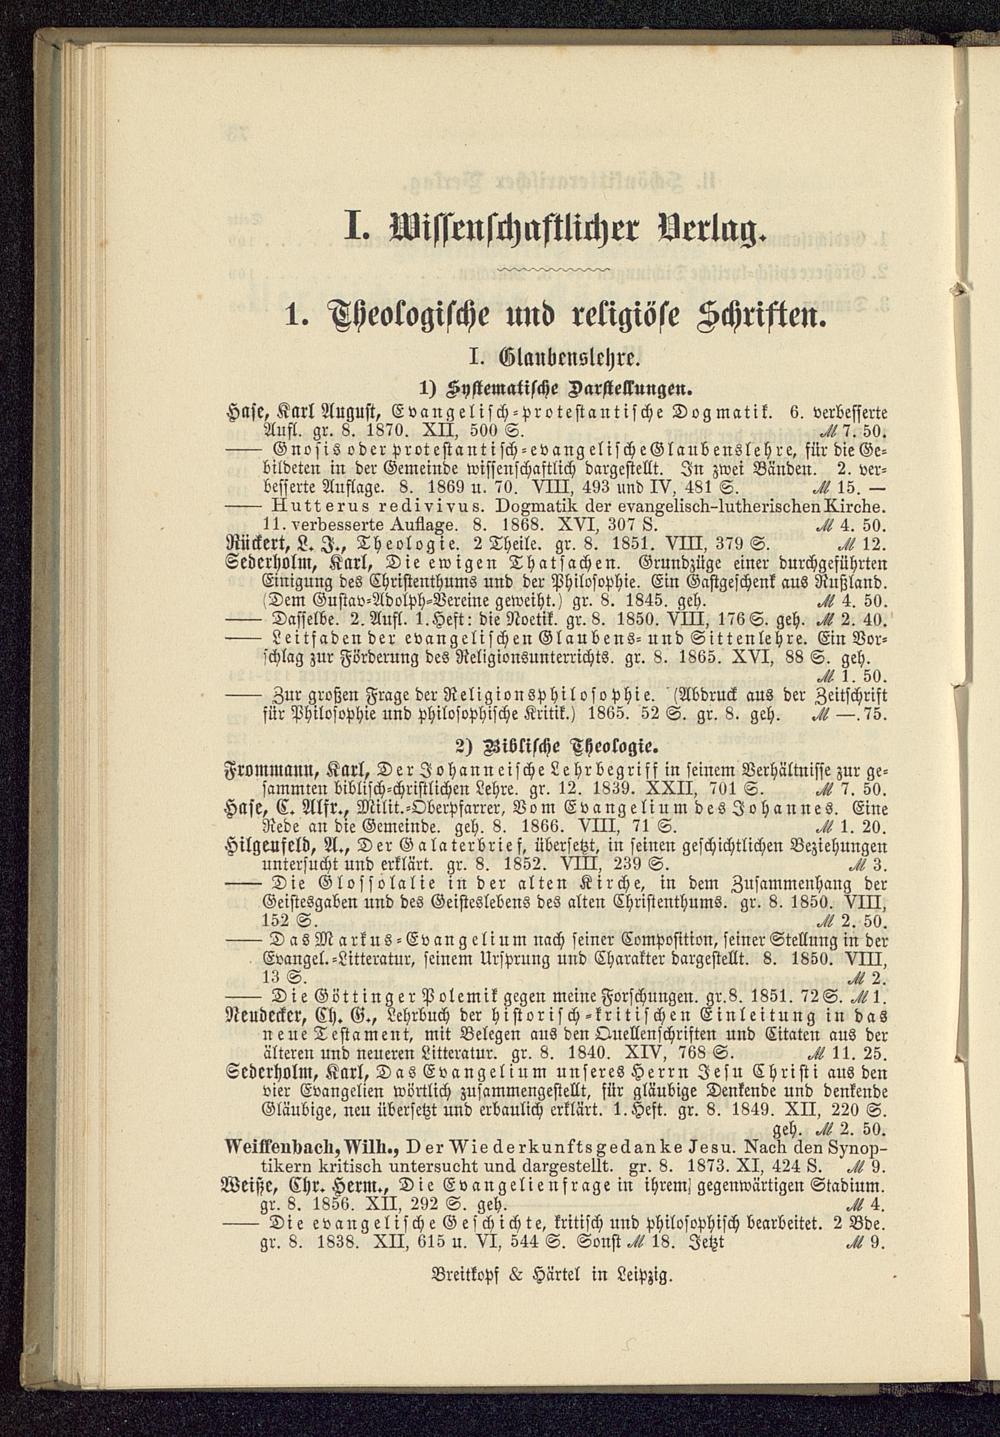 I. Wissenschaftlicher Verlag.
1. Theologische und religiöse Schriften.
I. Glaubenslehre.
1) Systematische Darstellungen.
Hase, Karl August, Evangelisch-protestantische Dogmatik. 6. verbesserte
Aufl. gr. 8. 1870. XII, 500 S. ℳ 7. 50.
—— Gnosis oder protestantisch-evangelische Glaubenslehre, für die Ge-
bildeten in der Gemeinde wissenschaftlich dargestellt. In zwei Bänden. 2. ver-
besserte Auflage. 8. 1869 u. 70. VIII, 493 und IV, 481 S. ℳ 15. —
—— Hutterus redivivus. Dogmatik der evangelisch-lutherischen Kirche.
11. verbesserte Auflage. 8. 1868. XVI, 307 S. ℳ 4. 50.
Rückert, L. J., Theologie. 2 Theile. gr. 8. 1851. VIII, 379 S. ℳ 12.
Sederholm, Karl, Die ewigen Thatsachen. Grundzüge einer durchgeführten
Einigung des Christenthums und der Philosophie. Ein Gastgeschenk aus Rußland.
(Dem Gustav-Adolph-Vereine geweiht.) gr. 8. 1845. geh. ℳ 4. 50.
—— Dasselbe. 2. Aufl. 1. Heft: die Noetik. gr. 8. 1850. VIII, 176 S. geh. ℳ 2. 40.
—— Leitfaden der evangelischen Glaubens- und Sittenlehre. Ein Vor-
schlag zur Förderung des Religionsunterrichts. gr. 8. 1865. XVI, 88 S. geh.
ℳ 1. 50.
—— Zur großen Frage der Religionsphilosophie. (Abdruck aus der Zeitschrift
für Philosophie und philosophische Kritik.) 1865. 52 S. gr. 8. geh. ℳ —. 75.
2) Biblische Theologie.
Frommann, Karl, Der Johanneische Lehrbegriff in seinem Verhältnisse zur ge-
sammten biblisch-christlichen Lehre. gr. 12. 1839. XXII, 701 S. ℳ 7. 50.
Hase, C. Alfr., Milit.-Oberpfarrer, Vom Evangelium des Johannes. Eine
Rede an die Gemeinde. geh. 8. 1866. VIII, 71 S. ℳ 1. 20.
Hilgenfeld, A., Der Galaterbrief, übersetzt, in seinen geschichtlichen Beziehungen
untersucht und erklärt. gr. 8. 1852. VIII, 239 S. ℳ 3.
—— Die Glossolalie in der alten Kirche, in dem Zusammenhang der
Geistesgaben und des Geisteslebens des alten Christenthums. gr. 8. 1850. VIII,
152 S. ℳ 2. 50.
—— Das Markus-Evangelium nach seiner Composition, seiner Stellung in der
Evangel.-Litteratur, seinem Ursprung und Charakter dargestellt. 8. 1850. VIII,
13 S. ℳ 2.
—— Die Göttinger Polemik gegen meine Forschungen. gr. 8. 1851. 72 S. ℳ 1.
Neudecker, Ch. G., Lehrbuch der historisch-kritischen Einleitung in das
neue Testament, mit Belegen aus den Quellenschriften und Citaten aus der
älteren und neueren Litteratur. gr. 8. 1840. XIV, 768 S. ℳ 11. 25.
Sederholm, Karl, Das Evangelium unseres Herrn Jesu Christi aus den
vier Evangelien wörtlich zusammengestellt, für gläubige Denkende und denkende
Gläubige, neu übersetzt und erbaulich erklärt. 1. Heft. gr. 8. 1849. XII, 220 S.
geh. ℳ 2. 50.
Weiffenbach, Wilh., Der Wiederkunftsgedanke Jesu. Nach den Synop-
tikern kritisch untersucht und dargestellt. gr. 8. 1873. XI, 424 S. ℳ 9.
Weiße, Chr. Herm., Die Evangelienfrage in ihrem gegenwärtigen Stadium.
gr. 8. 1856. XII, 292 S. geh. ℳ 4.
—— Die evangelische Geschichte, kritisch und philosophisch bearbeitet. 2 Bde.
gr. 8. 1838. XII, 615 u. VI, 544 S. Sonst ℳ 18. Jetzt ℳ 9.
Breitkopf & Härtel in Leipzig.